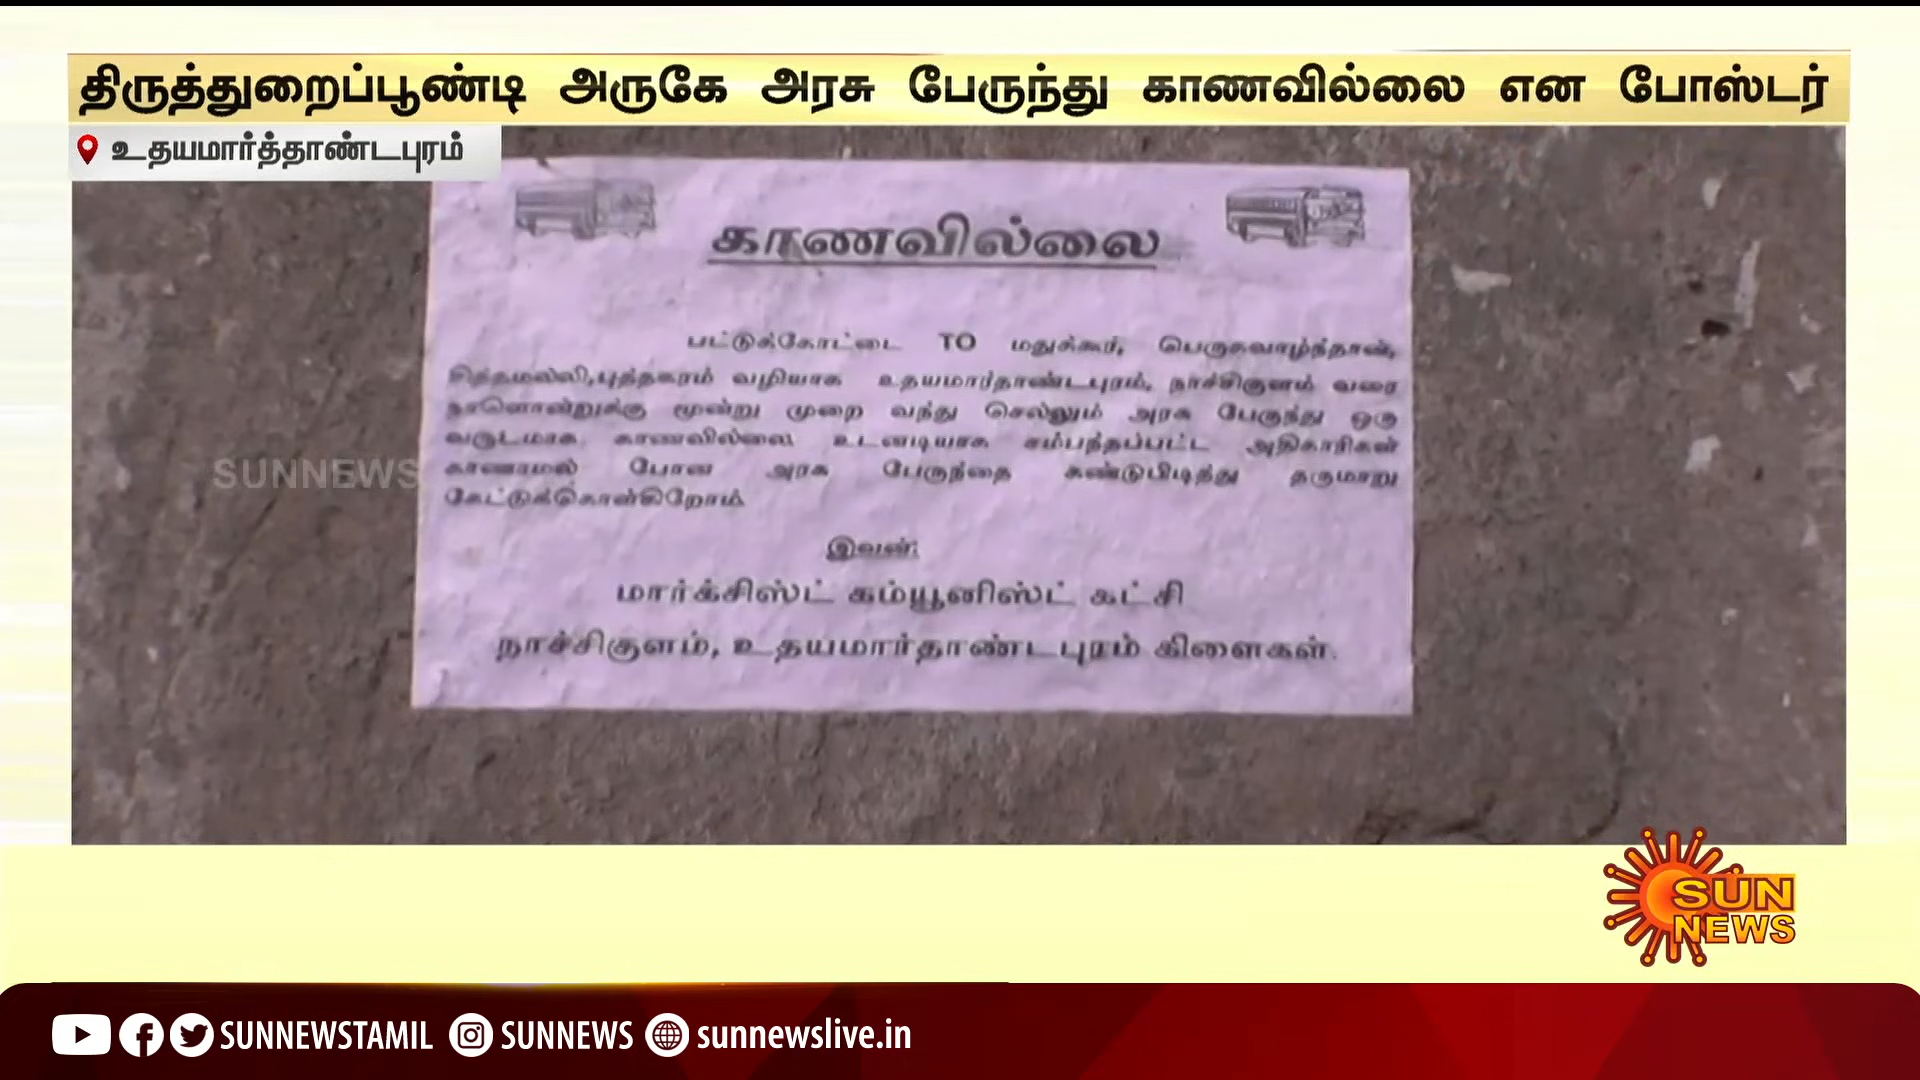 திருத்துறைப்பூண்டி அருகே அரசு பேருந்து காணவில்லை என போஸ்டர்
உதயமார்த்தாண்டபுரம்
காணவில்லை
பட்டுக்கோட்டை TO மதுக்கூர், பெருகவாழ்ந்தான்,
சித்தமல்லி,புத்தகரம் வழியாக உதயமார்தாண்டபுரம், நாச்சிகுளம் வரை
நாளொன்றுக்கு மூன்று முறை வந்து செல்லும் அரசு பேருந்து ஒரு
வருடமாக காணவில்லை உடனடியாக சம்பந்தப்பட்ட அதிகாரிகள்
காணாமல் போன அரசு பேருந்தை கண்டுபிடித்து தருமாறு
கேட்டுக்கொள்கிறோம்
இவண்:
மார்க்சிஸ்ட் கம்யூனிஸ்ட் கட்சி
நாச்சிகுளம், உதயமார்தாண்டபுரம் கிளைகள்.
SUNNEWS
SUN
NEWS
SUNNEWSTAMIL SUNNEWS sunnewslive.in